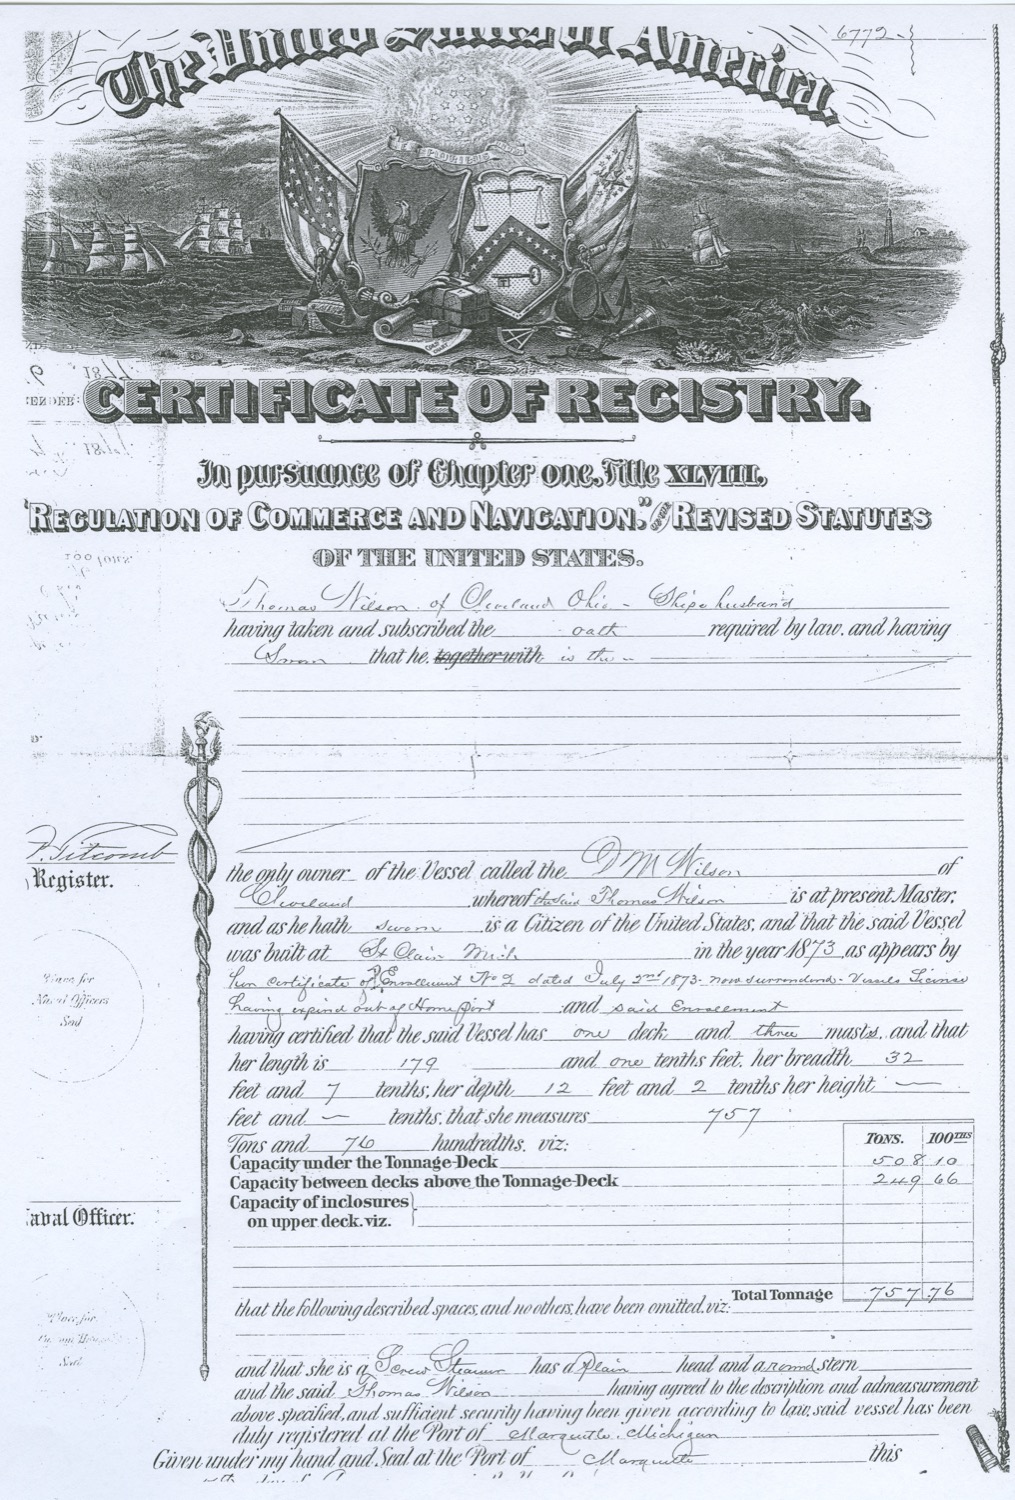 6772
The United States of America.
CERTIFICATE OF REGISTRY.
In pursuance of Chapter one, Title XLVIII.
"REGULATION OF COMMERCE AND NAVIGATION," of the REVISED STATUTES
OF THE UNITED STATES.
Thomas Wilson of Cleveland Ohio - Ships husband
having taken and subscribed the oath required by law, and having
Sworn that he, together with is the
the only owner of the Vessel called the D M Wilson of
Cleveland whereof the said Thomas Wilson is at present Master,
and as he hath sworn is a Citizen of the United States, and that the said Vessel
was built at St Clair Mich in the year 1873, as appears by
certificate of P Enrollment No 2 dated July 2nd 1873 - now surrendered - Vessels License
having expired out of Home Port and said Enrollment
having certified that the said Vessel has one deck and three masts, and that
her length is 179 and one tenths feet, her breadth 32
feet and 7 tenths, her depth 12 feet and 2 tenths her height —
feet and — tenths, that she measures 757
Tons and 76 hundredths, viz:
TONS. 100THS
Capacity under the Tonnage-Deck 508 10
Capacity between decks above the Tonnage-Deck 249 66
Capacity of inclosures
on upper deck, viz.
Total Tonnage 757 76
that the following described spaces, and no others, have been omitted, viz:
and that she is a Screw Steamer has a plain head and a round stern
and the said Thomas Wilson having agreed to the description and admeasurement
above specified, and sufficient security having been given according to law, said vessel has been
duly registered at the Port of Marquette, Michigan
Given under my hand and Seal at the Port of Marquette this
Titcomb
Register.
Place for
Naval Officers
Seal
Naval Officer.
Place for
Seal